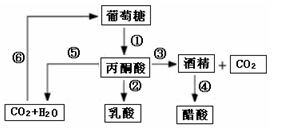 葡萄糖
⑥ ⑤ ①
丙酮酸 ③ 酒精 + CO₂
② ④
CO₂+H₂O 乳酸 醋酸